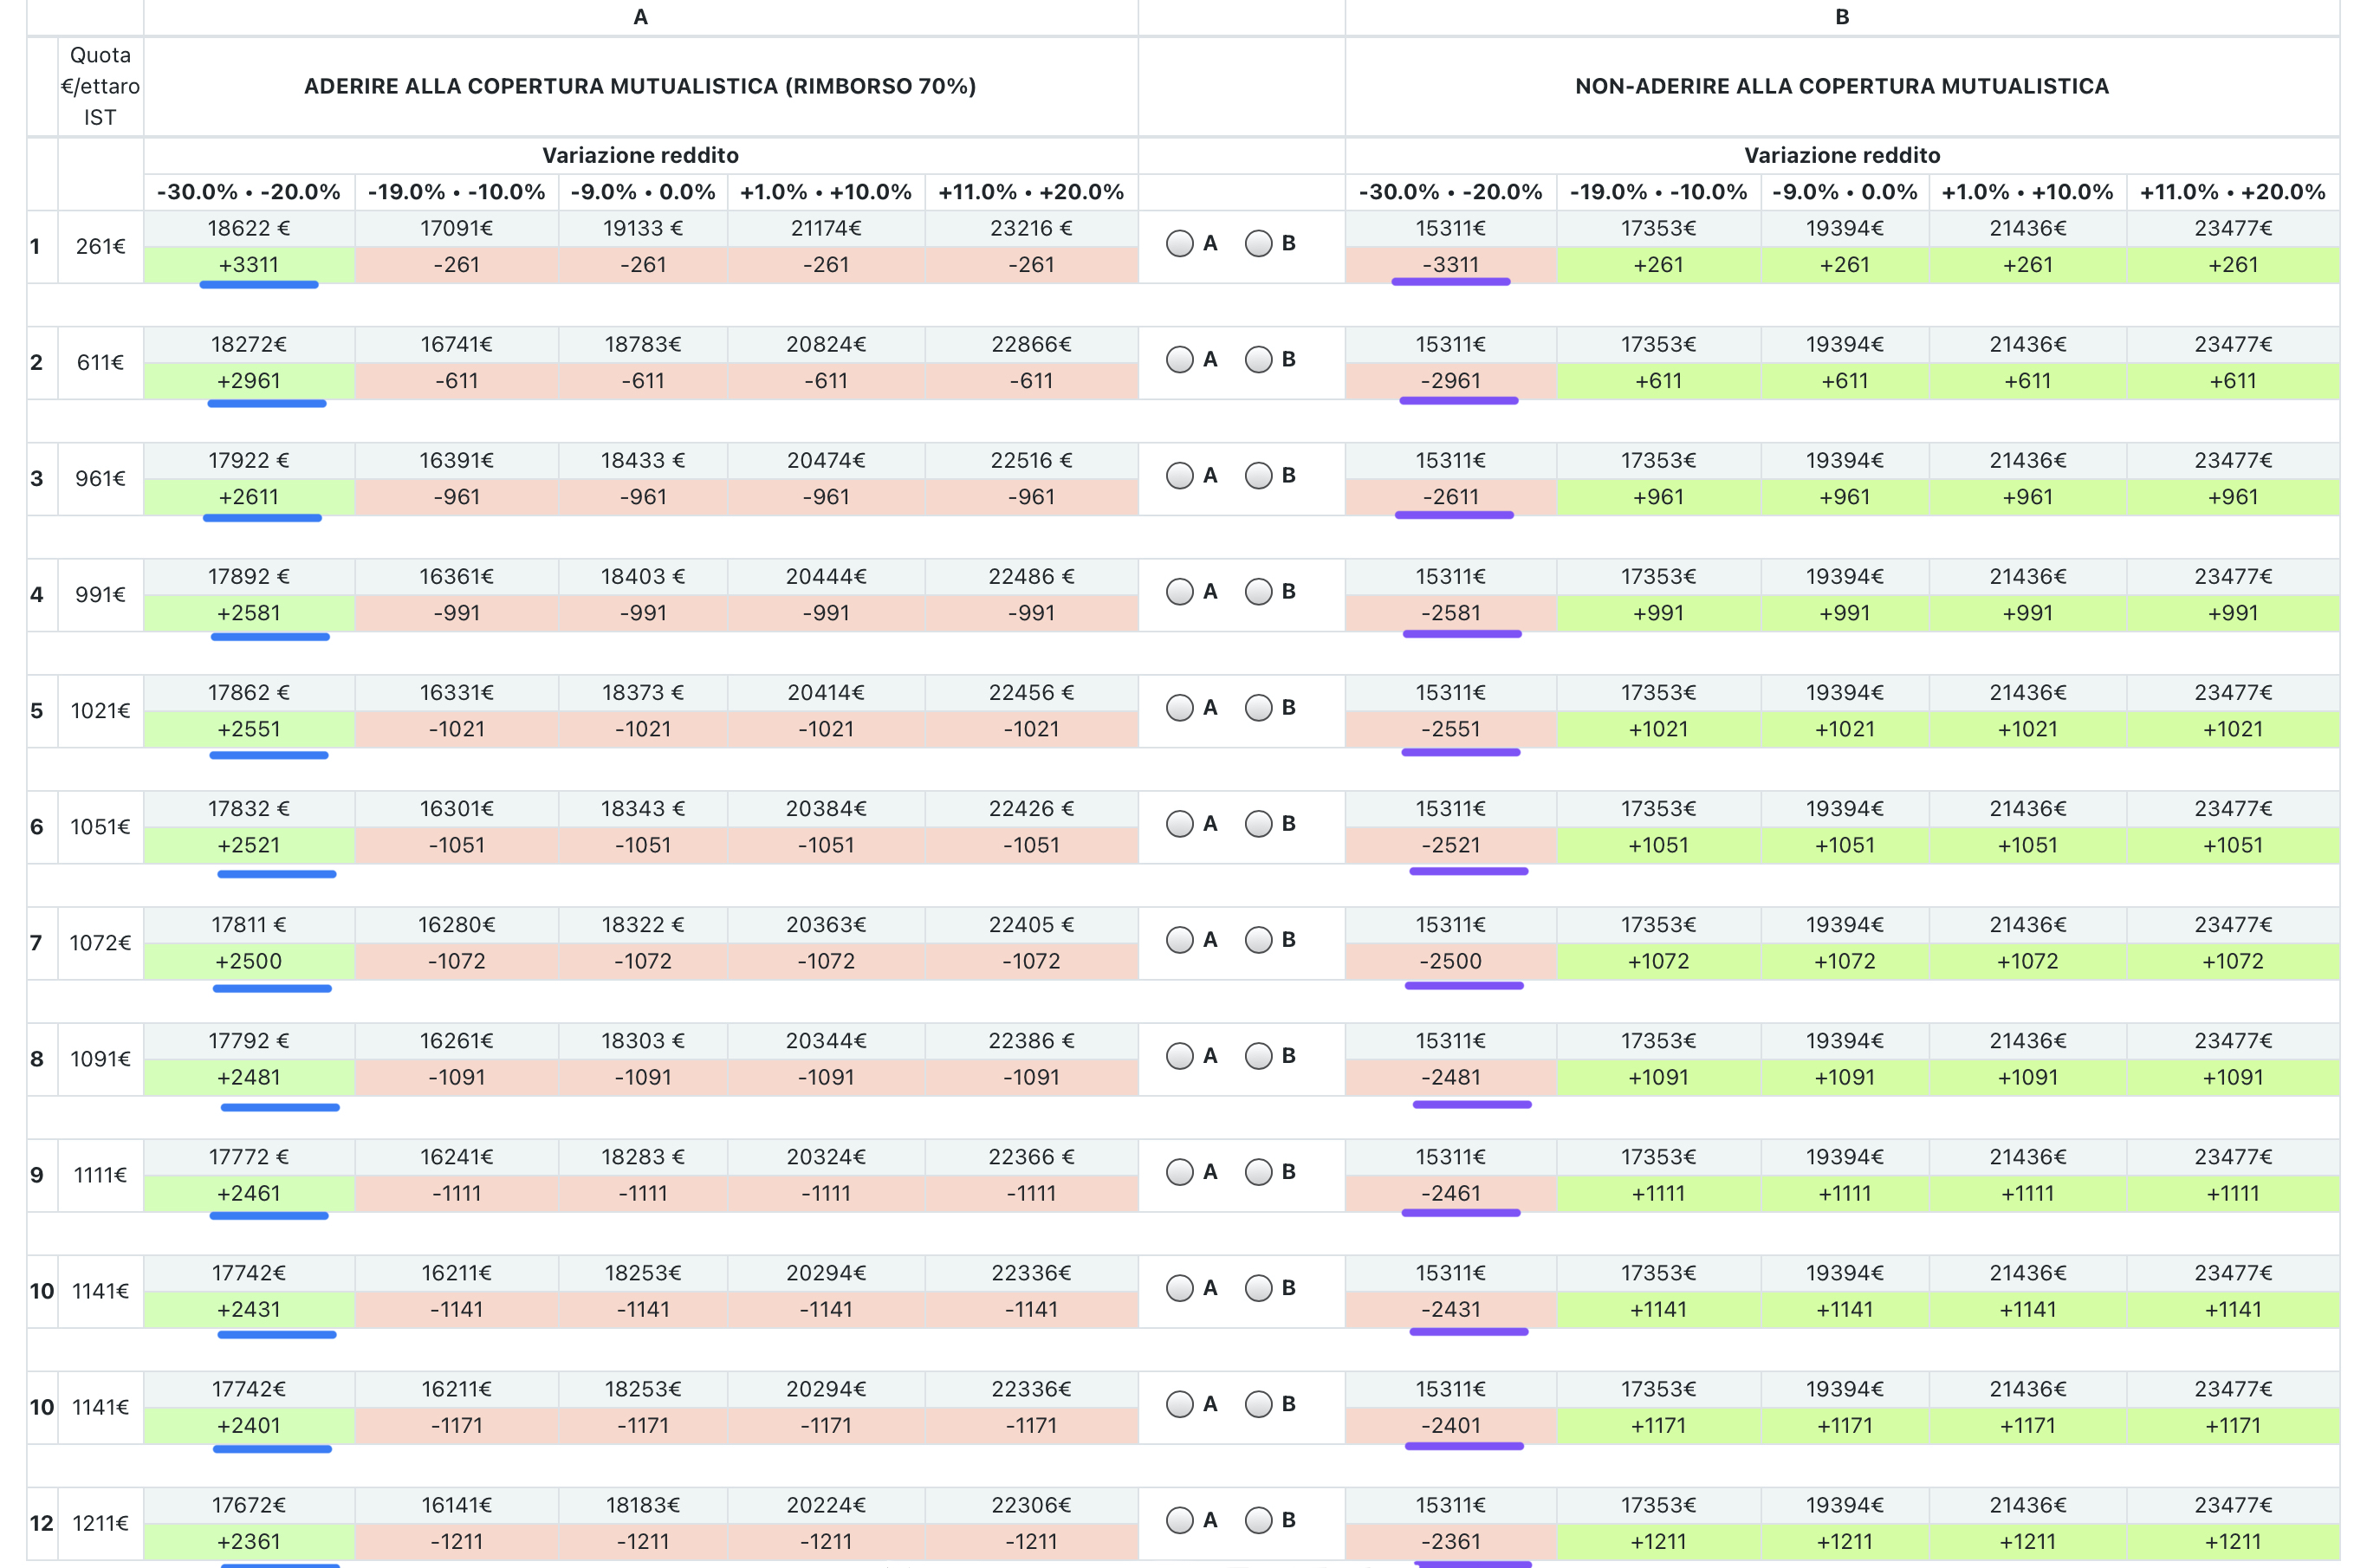 A B
Quota
€/ettaro
IST
ADERIRE ALLA COPERTURA MUTUALISTICA (RIMBORSO 70%) NON-ADERIRE ALLA COPERTURA MUTUALISTICA
Variazione reddito Variazione reddito
-30.0% • -20.0% -19.0% • -10.0% -9.0% • 0.0% +1.0% • +10.0% +11.0% • +20.0% -30.0% • -20.0% -19.0% • -10.0% -9.0% • 0.0% +1.0% • +10.0% +11.0% • +20.0%
18622 € 17091€ 19133 € 21174€ 23216 € 15311€ 17353€ 19394€ 21436€ 23477€
1 261€ A B
+3311 -261 -261 -261 -261 -3311 +261 +261 +261 +261
18272€ 16741€ 18783€ 20824€ 22866€ 15311€ 17353€ 19394€ 21436€ 23477€
2 611€ A B
+2961 -611 -611 -611 -611 -2961 +611 +611 +611 +611
17922 € 16391€ 18433 € 20474€ 22516 € 15311€ 17353€ 19394€ 21436€ 23477€
3 961€ A B
+2611 -961 -961 -961 -961 -2611 +961 +961 +961 +961
17892 € 16361€ 18403 € 20444€ 22486 € 15311€ 17353€ 19394€ 21436€ 23477€
4 991€ A B
+2581 -991 -991 -991 -991 -2581 +991 +991 +991 +991
17862 € 16331€ 18373 € 20414€ 22456 € 15311€ 17353€ 19394€ 21436€ 23477€
5 1021€ A B
+2551 -1021 -1021 -1021 -1021 -2551 +1021 +1021 +1021 +1021
17832 € 16301€ 18343 € 20384€ 22426 € 15311€ 17353€ 19394€ 21436€ 23477€
6 1051€ A B
+2521 -1051 -1051 -1051 -1051 -2521 +1051 +1051 +1051 +1051
17811 € 16280€ 18322 € 20363€ 22405 € 15311€ 17353€ 19394€ 21436€ 23477€
7 1072€ A B
+2500 -1072 -1072 -1072 -1072 -2500 +1072 +1072 +1072 +1072
17792 € 16261€ 18303 € 20344€ 22386 € 15311€ 17353€ 19394€ 21436€ 23477€
8 1091€ A B
+2481 -1091 -1091 -1091 -1091 -2481 +1091 +1091 +1091 +1091
17772 € 16241€ 18283 € 20324€ 22366 € 15311€ 17353€ 19394€ 21436€ 23477€
9 1111€ A B
+2461 -1111 -1111 -1111 -1111 -2461 +1111 +1111 +1111 +1111
17742€ 16211€ 18253€ 20294€ 22336€ 15311€ 17353€ 19394€ 21436€ 23477€
10 1141€ A B
+2431 -1141 -1141 -1141 -1141 -2431 +1141 +1141 +1141 +1141
17742€ 16211€ 18253€ 20294€ 22336€ 15311€ 17353€ 19394€ 21436€ 23477€
10 1141€ A B
+2401 -1171 -1171 -1171 -1171 -2401 +1171 +1171 +1171 +1171
17672€ 16141€ 18183€ 20224€ 22306€ 15311€ 17353€ 19394€ 21436€ 23477€
12 1211€ A B
+2361 -1211 -1211 -1211 -1211 -2361 +1211 +1211 +1211 +1211